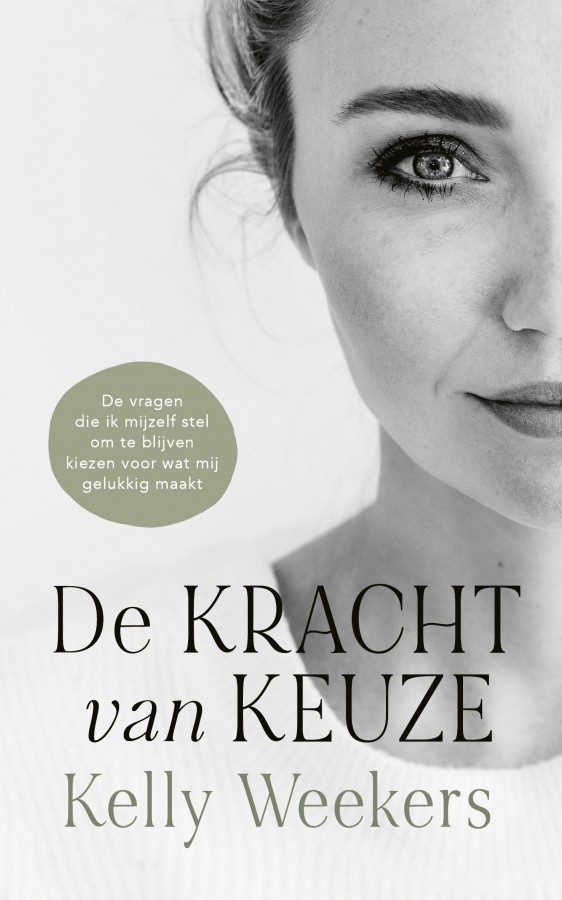 De vragen
die ik mijzelf stel
om te blijven
kiezen voor wat mij
gelukkig maakt
De KRACHT
van KEUZE
Kelly Weekers